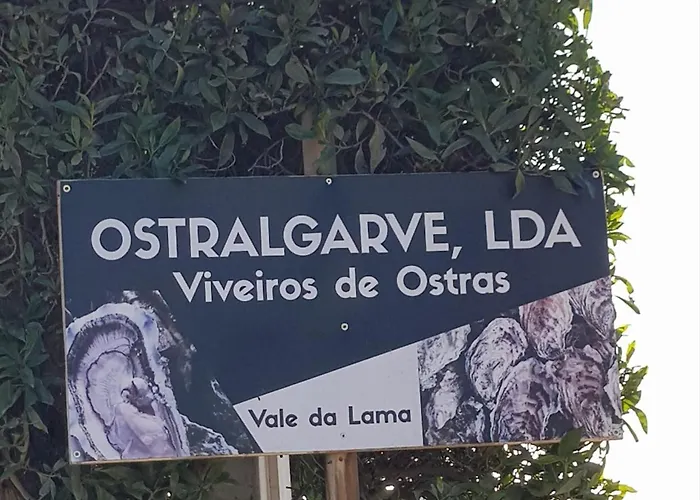 OSTRALGARVE, LDA
Viveiros de Ostras
Vale da Lama